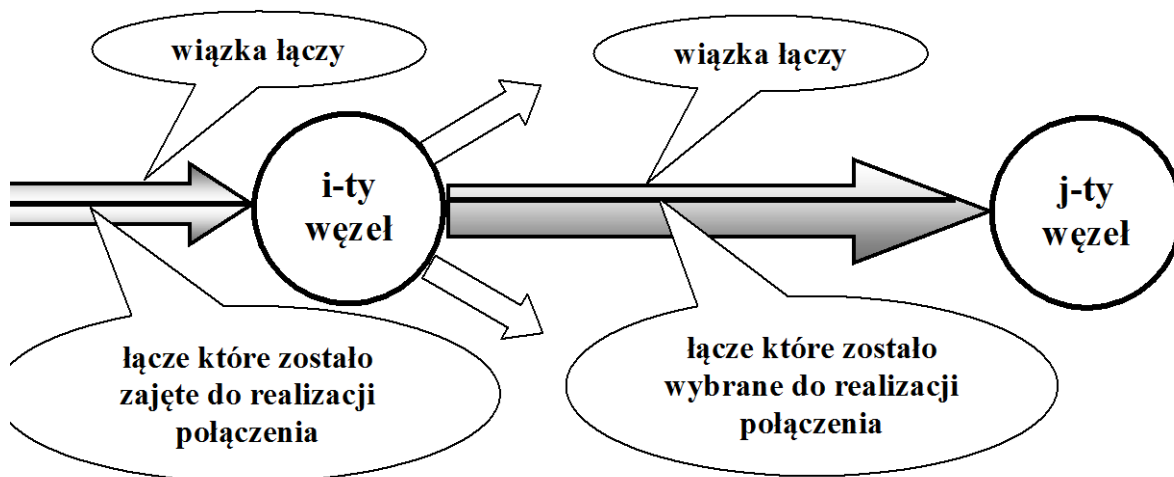 wiązka łączy
wiązka łączy
i-ty
węzeł
j-ty
węzeł
łącze które zostało
zajęte do realizacji
połączenia
łącze które zostało
wybrane do realizacji
połączenia